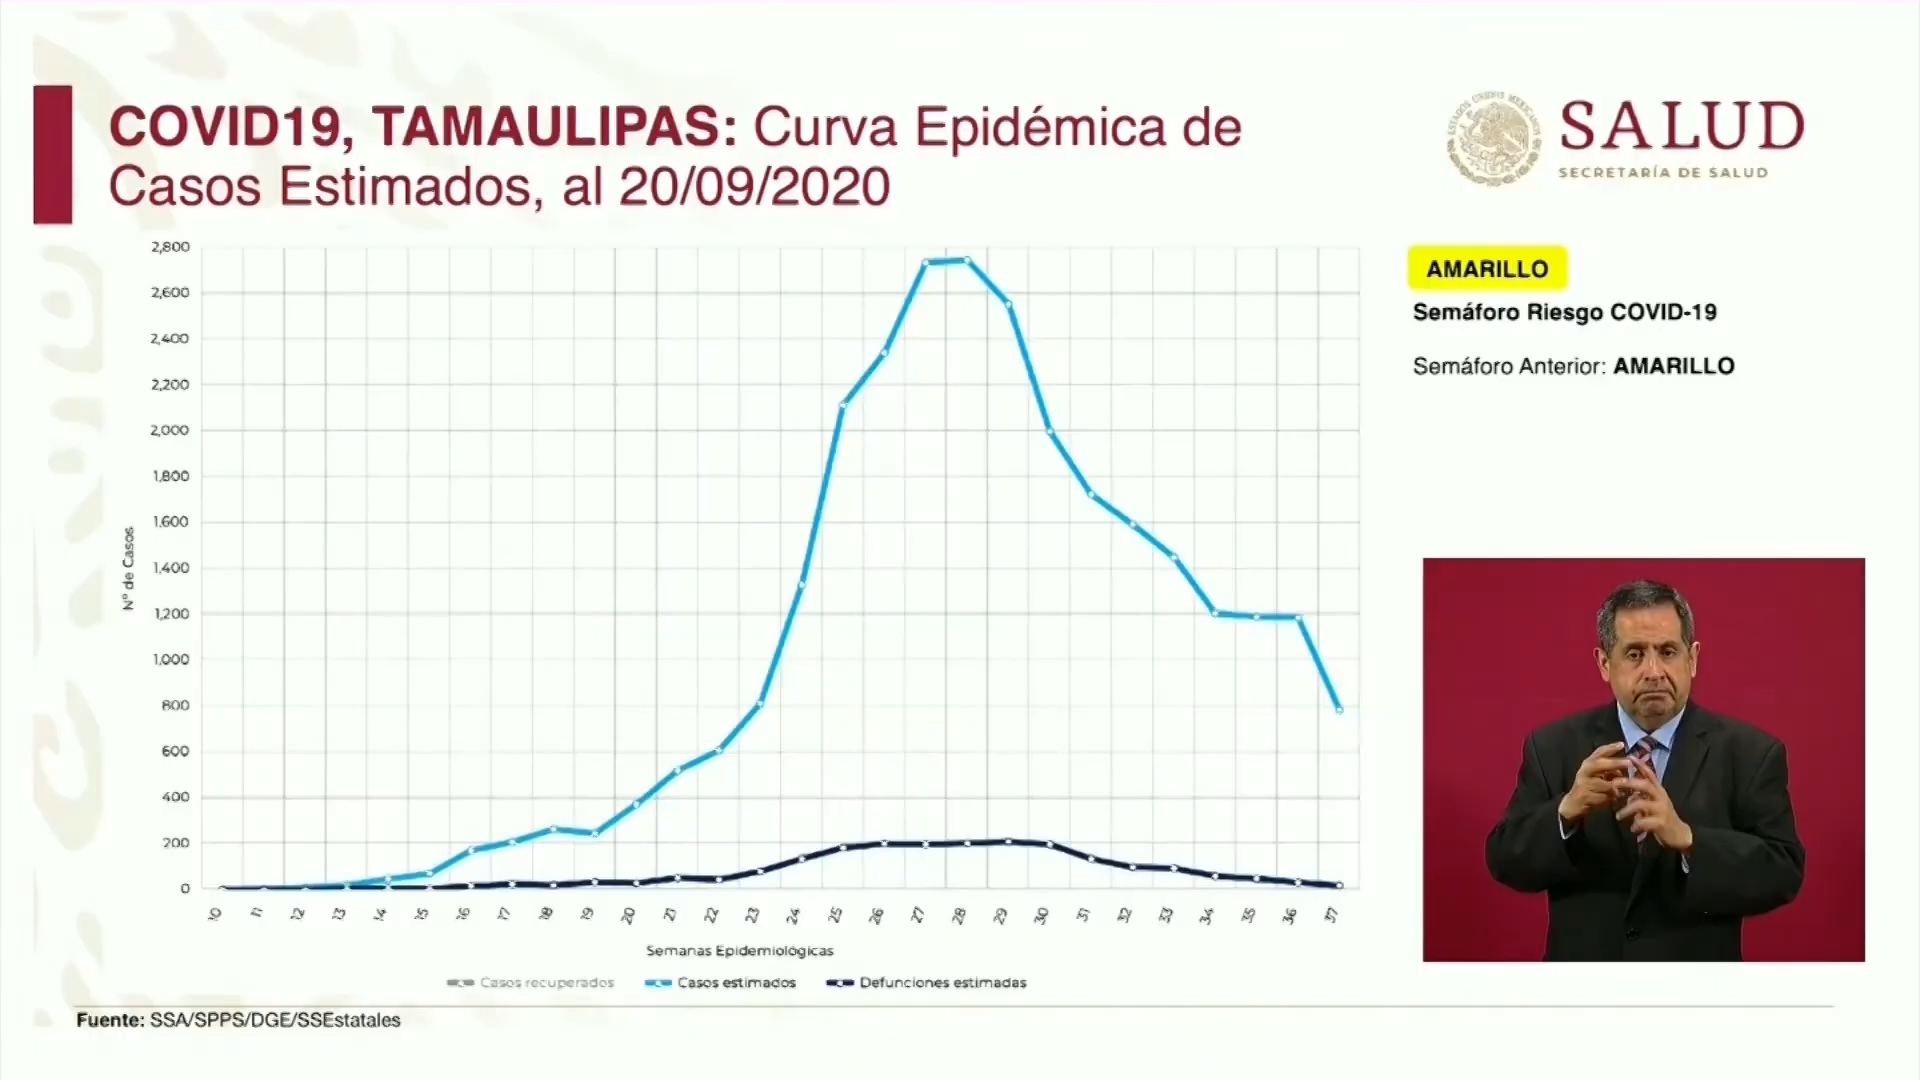 COVID19, TAMAULIPAS: Curva Epidémica de
Casos Estimados, al 20/09/2020
ESTADOS UNIDOS MEXICANOS
SALUD
SECRETARÍA DE SALUD
AMARILLO
Semáforo Riesgo COVID-19
Semáforo Anterior: AMARILLO
Nº de Casos
2,800
2,600
2,400
2,200
2,000
1,800
1,600
1,400
1,200
1,000
800
600
400
200
0
10 11 12 13 14 15 16 17 18 19 20 21 22 23 24 25 26 27 28 29 30 31 32 33 34 35 36 37
Semanas Epidemiológicas
Casos recuperados Casos estimados Defunciones estimadas
Fuente: SSA/SPPS/DGE/SSEstatales